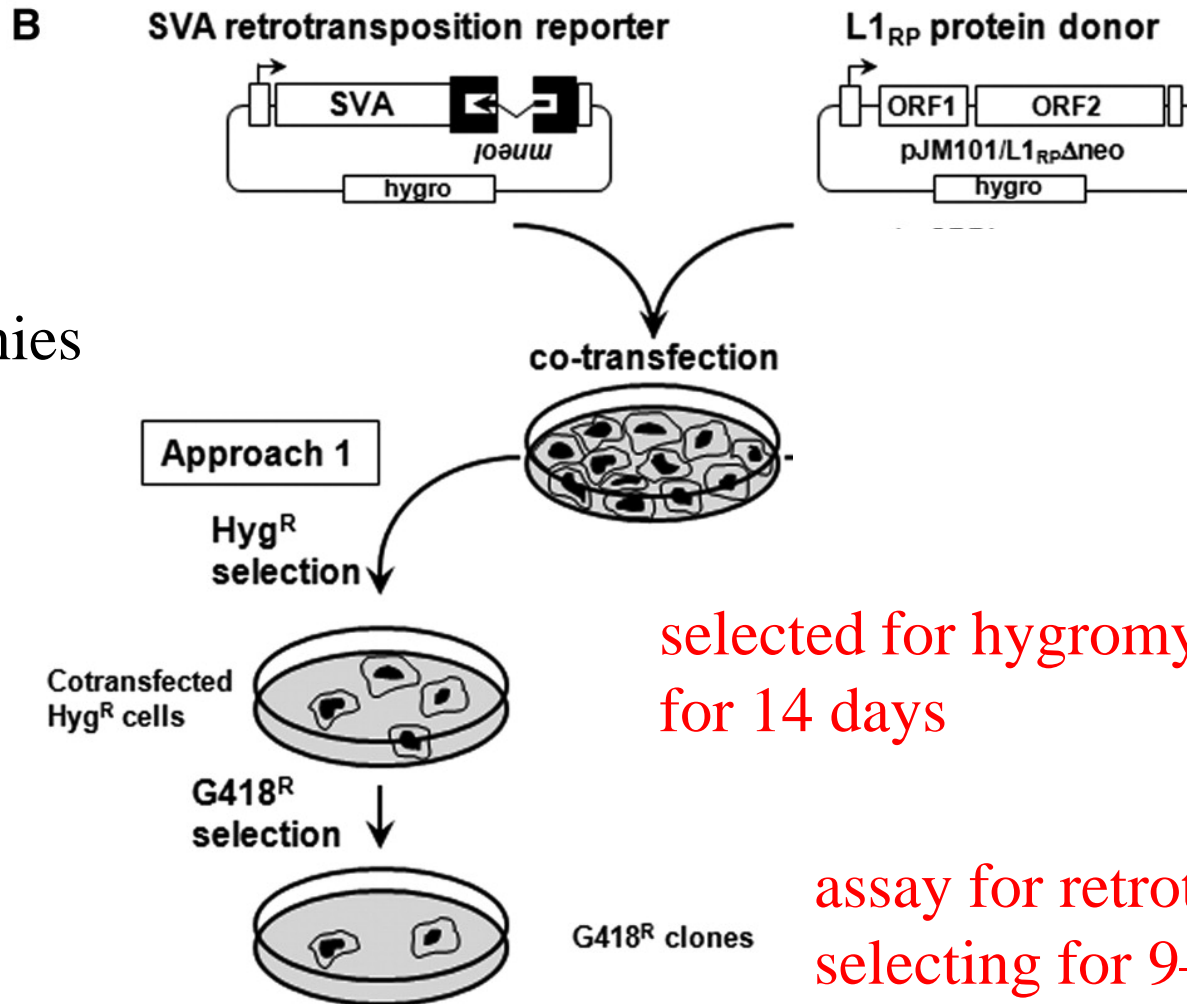 B
SVA retrotransposition reporter
L1RP protein donor
SVA
mneoI
hygro
ORF1
ORF2
pJM101/L1RPΔneo
hygro
nies
co-transfection
Approach 1
HygR
selection
selected for hygromy
for 14 days
Cotransfected
HygR cells
G418R
selection
assay for retrot
G418R clones
selecting for 9-